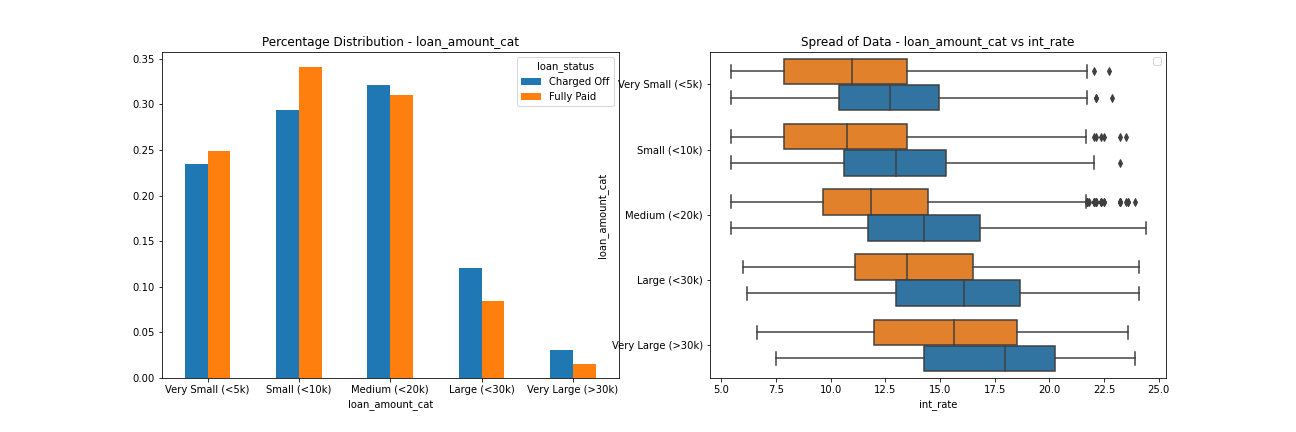 Percentage Distribution - loan_amount_cat
0.35
0.30
0.25
0.20
0.15
0.10
0.05
0.00
loan_status
Charged Off
Fully Paid
Very Small (<5k)
Small (<10k)
Medium (<20k)
Large (<30k)
Very Large (>30k)
loan_amount_cat
Spread of Data - loan_amount_cat vs int_rate
loan_amount_cat
Very Small (<5k)
Small (<10k)
Medium (<20k)
Large (<30k)
Very Large (>30k)
5.0
7.5
10.0
12.5
15.0
17.5
20.0
22.5
25.0
int_rate